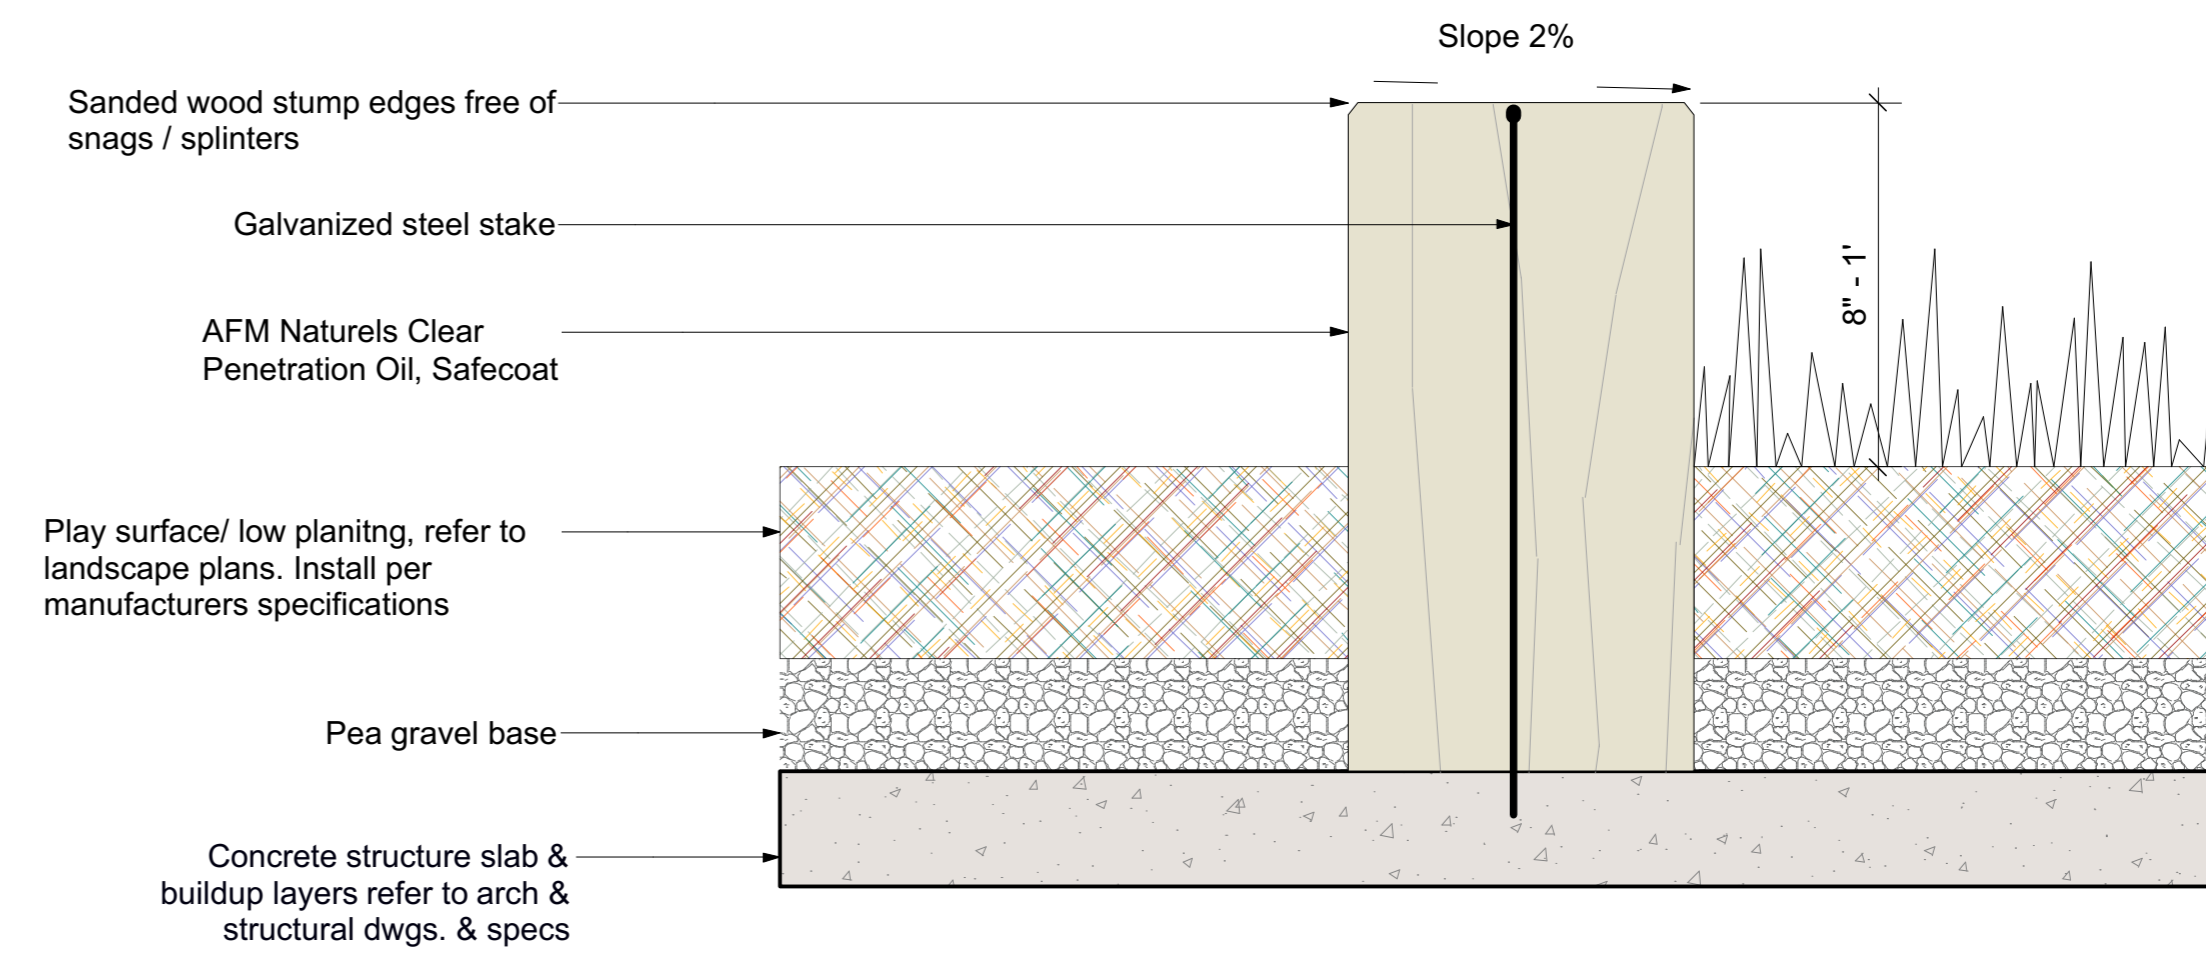 Slope 2%
Sanded wood stump edges free of
snags / splinters
Galvanized steel stake
AFM Naturels Clear
Penetration Oil, Safecoat
8" - 1'
Play surface/ low planitng, refer to
landscape plans. Install per
manufacturers specifications
Pea gravel base
Concrete structure slab &
buildup layers refer to arch &
structural dwgs. & specs